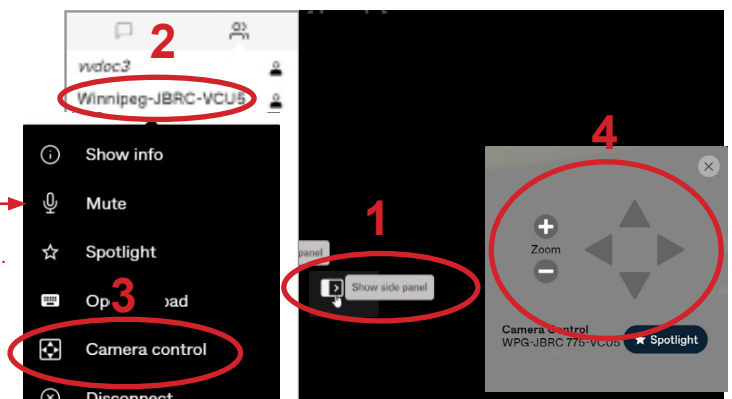 2
vvdoc3
Winnipeg-JBRC-VCU5
Show info
Mute
Spotlight
3
Camera control
Disconnect
1
panel
Show side panel
4
Zoom
Camera Control
WPG-JBRC 775-VCU5
Spotlight